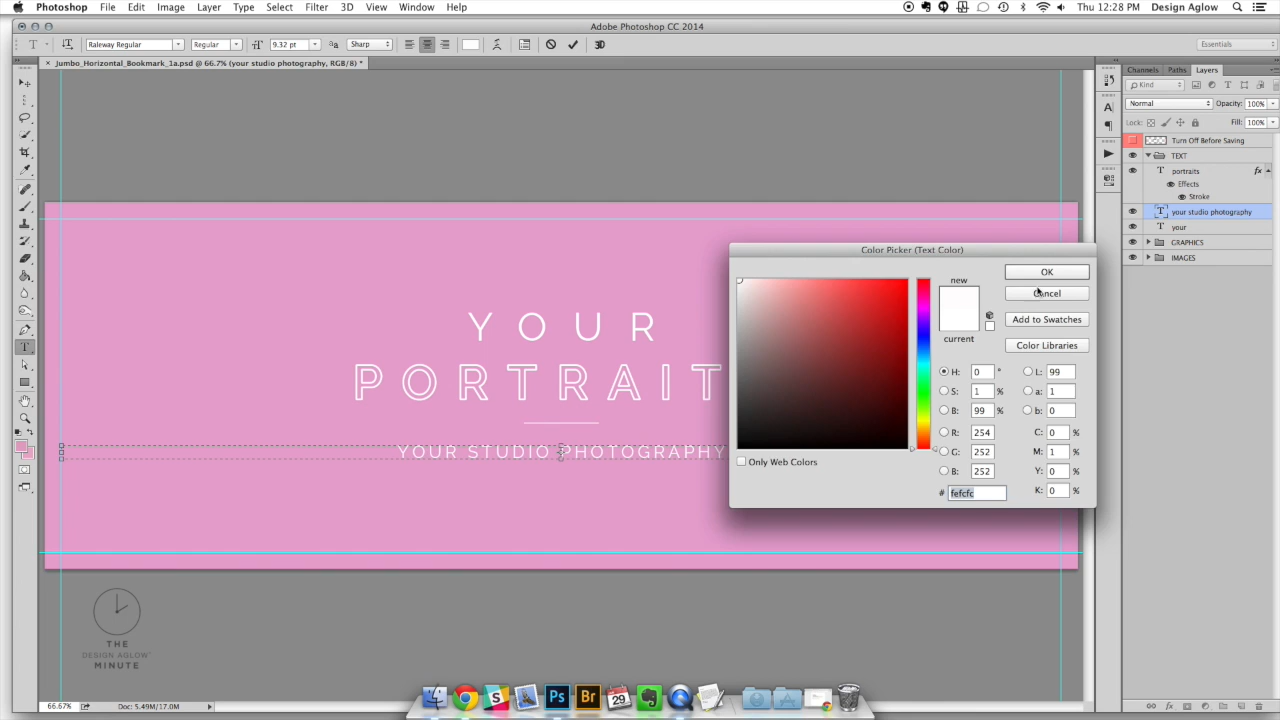 Photoshop File Edit Image Layer Type Select Filter 3D View Window Help Thu 12:28 PM Design Aglow
Adobe Photoshop CC 2014
T Raleway Regular Regular 9.32 pt Sharp 3D Essentials
× Jumbo_Horizontal_Bookmark_1a.psd @ 66.7% (your studio photography, RGB/8) *
Channels Paths Layers
Kind
Normal Opacity: 100%
Lock: Fill: 100%
Turn Off Before Saving
TEXT
T portraits fx
Effects
Stroke
T your studio photography
T your
GRAPHICS
IMAGES
YOUR
PORTRAIT
YOUR STUDIO PHOTOGRAPHY
Color Picker (Text Color)
new
current
OK
Cancel
Add to Swatches
Color Libraries
H: 0 ° L: 99
S: 1 % a: 1
B: 99 % b: 0
R: 254 C: 0 %
G: 252 M: 1 %
B: 252 Y: 0 %
# fefcfc K: 0 %
Only Web Colors
THE
DESIGN AGLOW
MINUTE
66.67% Doc: 5.49M/17.0M
S Ps Br 29